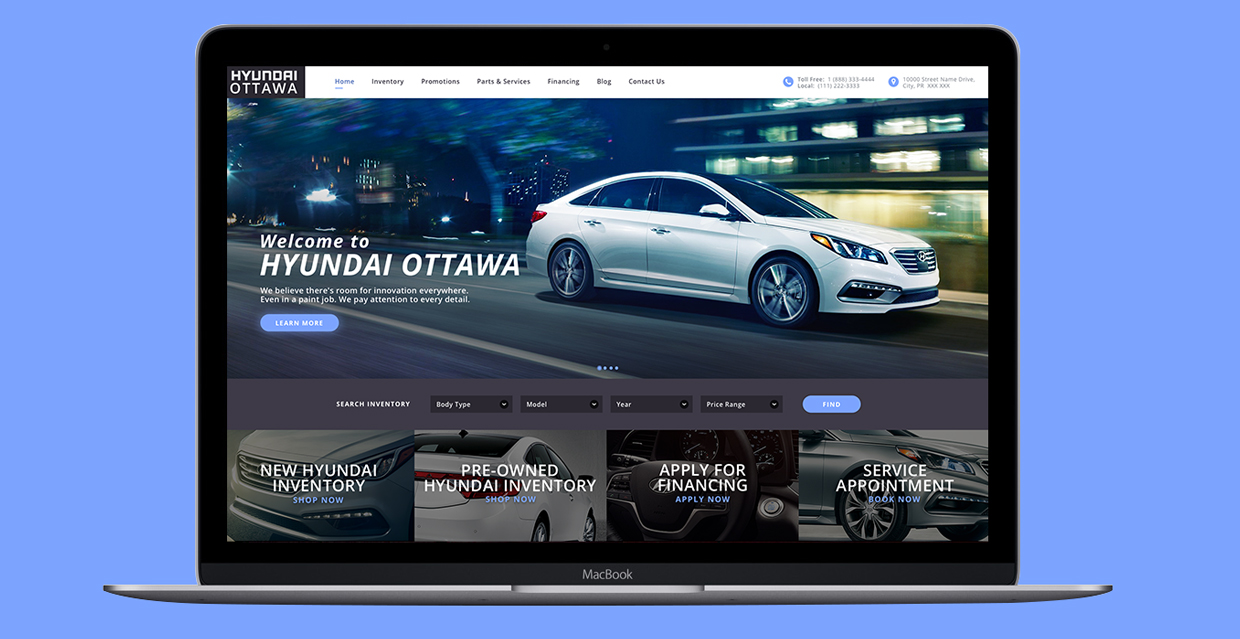 HYUNDAI
OTTAWA
Home Inventory Promotions Parts & Services Financing Blog Contact Us
Toll Free: 1 (888) 333-4444
Local: (111) 222-3333
10000 Street Name Drive,
City, PR XXX XXX
Welcome to
HYUNDAI OTTAWA
We believe there's room for innovation everywhere.
Even in a paint job. We pay attention to every detail.
LEARN MORE
SEARCH INVENTORY Body Type Model Year Price Range FIND
NEW HYUNDAI
INVENTORY
SHOP NOW
PRE-OWNED
HYUNDAI INVENTORY
SHOP NOW
APPLY FOR
FINANCING
APPLY NOW
SERVICE
APPOINTMENT
BOOK NOW
MacBook